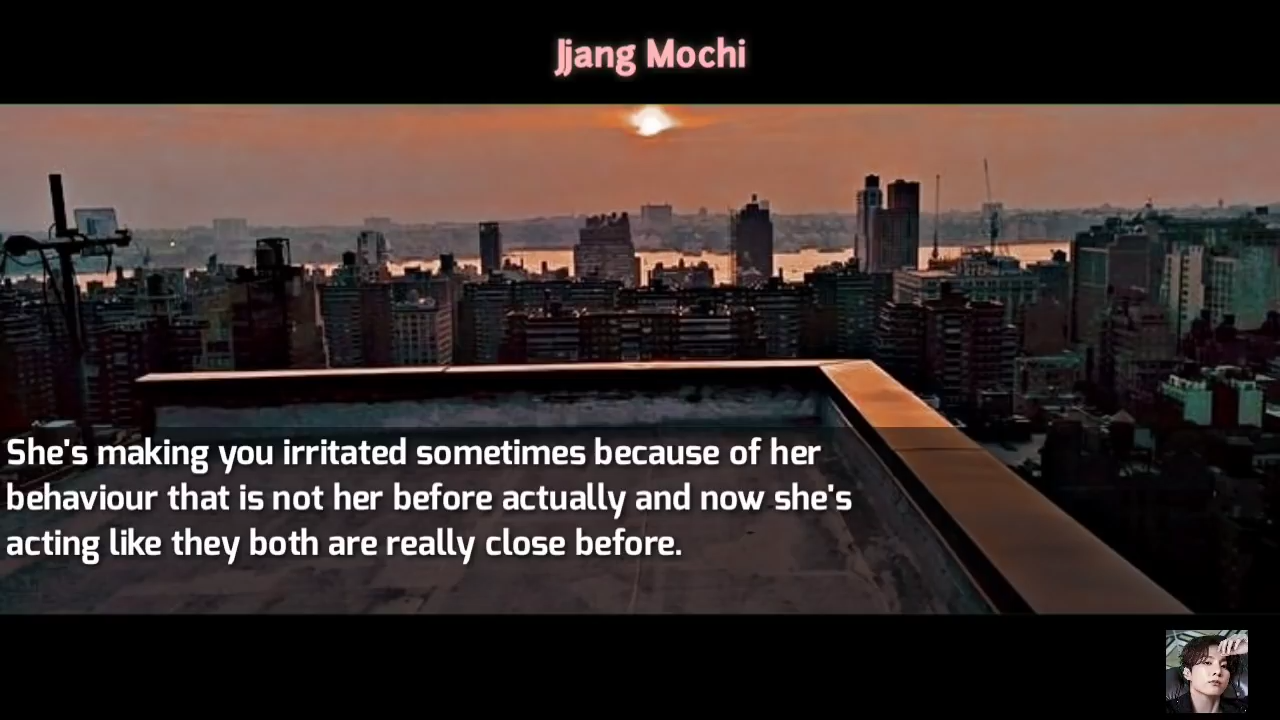 Jjang Mochi
She's making you irritated sometimes because of her
behaviour that is not her before actually and now she's
acting like they both are really close before.